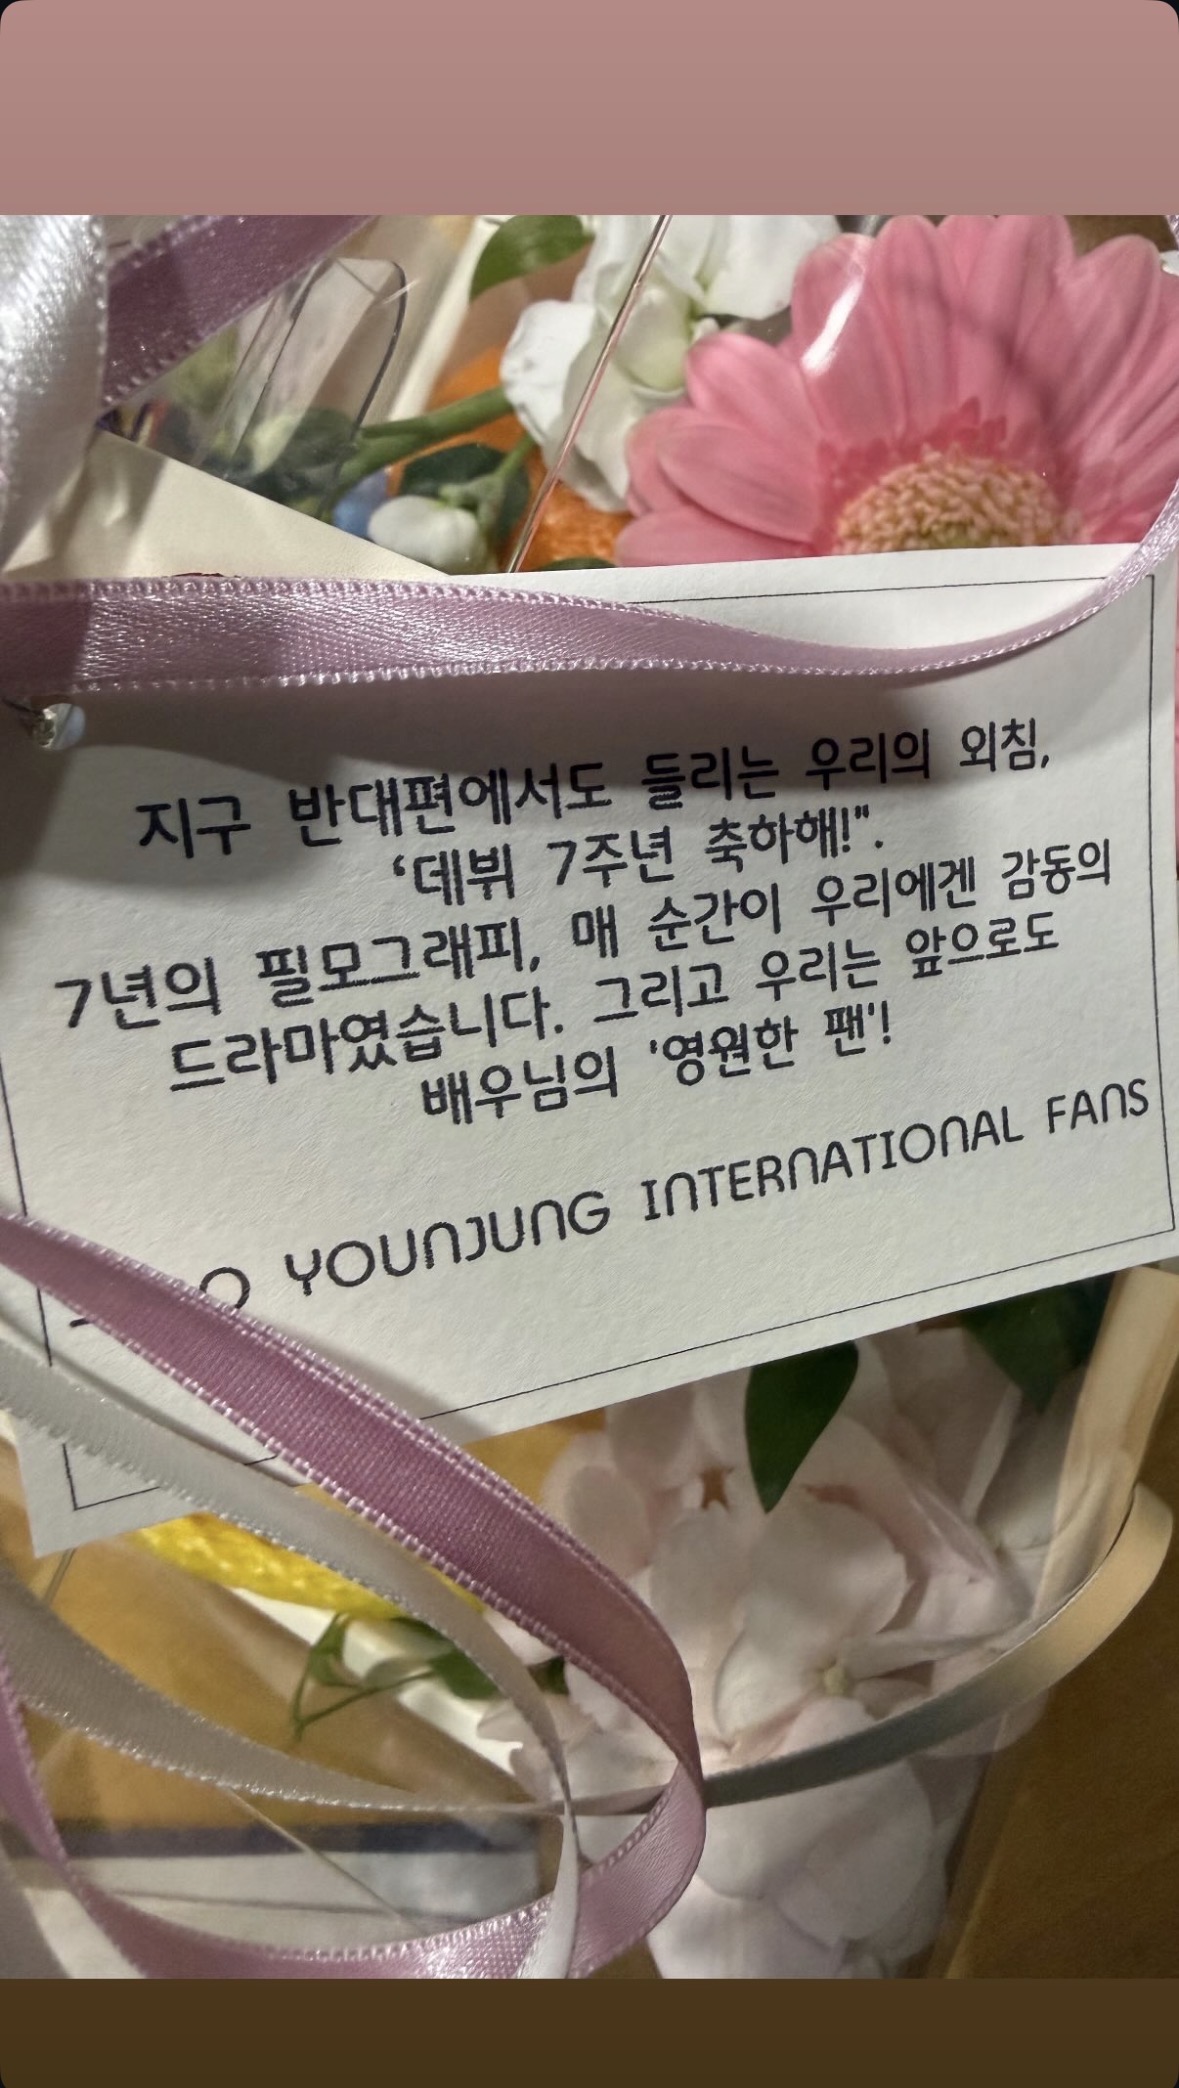 지구 반대편에서도 들리는 우리의 외침,
‘데뷔 7주년 축하해!".
7년의 필모그래피, 매 순간이 우리에겐 감동의
드라마였습니다. 그리고 우리는 앞으로도
배우님의 '영원한 팬'!
YOUNJUNG INTERNATIONAL FANS